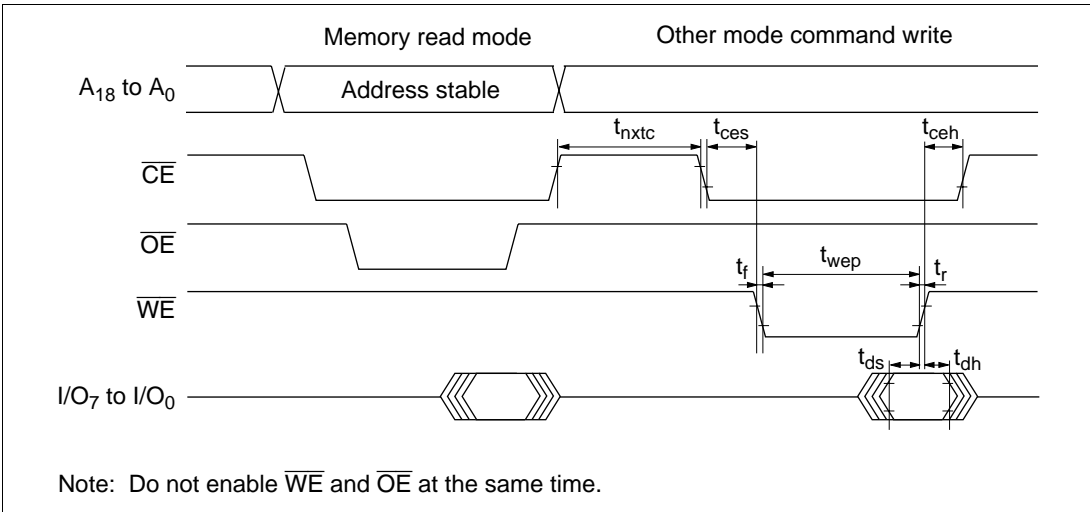 Memory read mode Other mode command write
A18 to A0 Address stable
tnxtc tces tceh
CE
OE
tf twep tr
WE
tds tdh
I/O7 to I/O0
Note: Do not enable WE and OE at the same time.